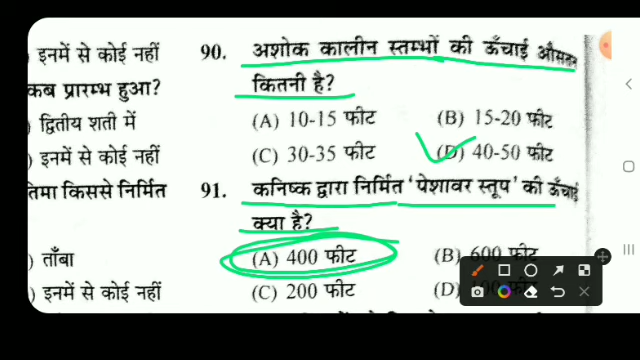 ) इनमें से कोई नहीं
कब प्रारम्भ हुआ?
) द्वितीय शती में
) इनमें से कोई नहीं
तिमा किससे निर्मित
) ताँबा
) इनमें से कोई नहीं
90. अशोक कालीन स्तम्भों की ऊँचाई औसतन
कितनी है?
(A) 10-15 फीट (B) 15-20 फीट
(C) 30-35 फीट (D) 40-50 फीट
91. कनिष्क द्वारा निर्मित 'पेशावर स्तूप' की ऊँचाई
क्या है?
(A) 400 फीट (B) 600 फीट
(C) 200 फीट (D)